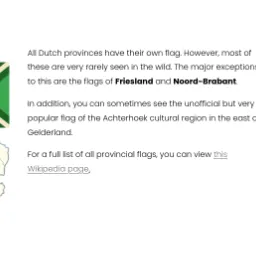 All Dutch provinces have their own flag. However, most of
these are very rarely seen in the wild. The major exceptions
to this are the flags of Friesland and Noord-Brabant.
In addition, you can sometimes see the unofficial but very
popular flag of the Achterhoek cultural region in the east o
Gelderland.
For a full list of all provincial flags, you can view this
Wikipedia page.